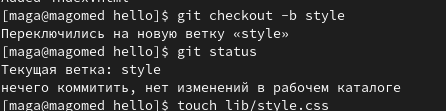 [maga@magomed hello]$ git checkout -b style
Переключились на новую ветку «style»
[maga@magomed hello]$ git status
Текущая ветка: style
нечего коммитить, нет изменений в рабочем каталоге
[maga@magomed hello]$ touch lib/style.css